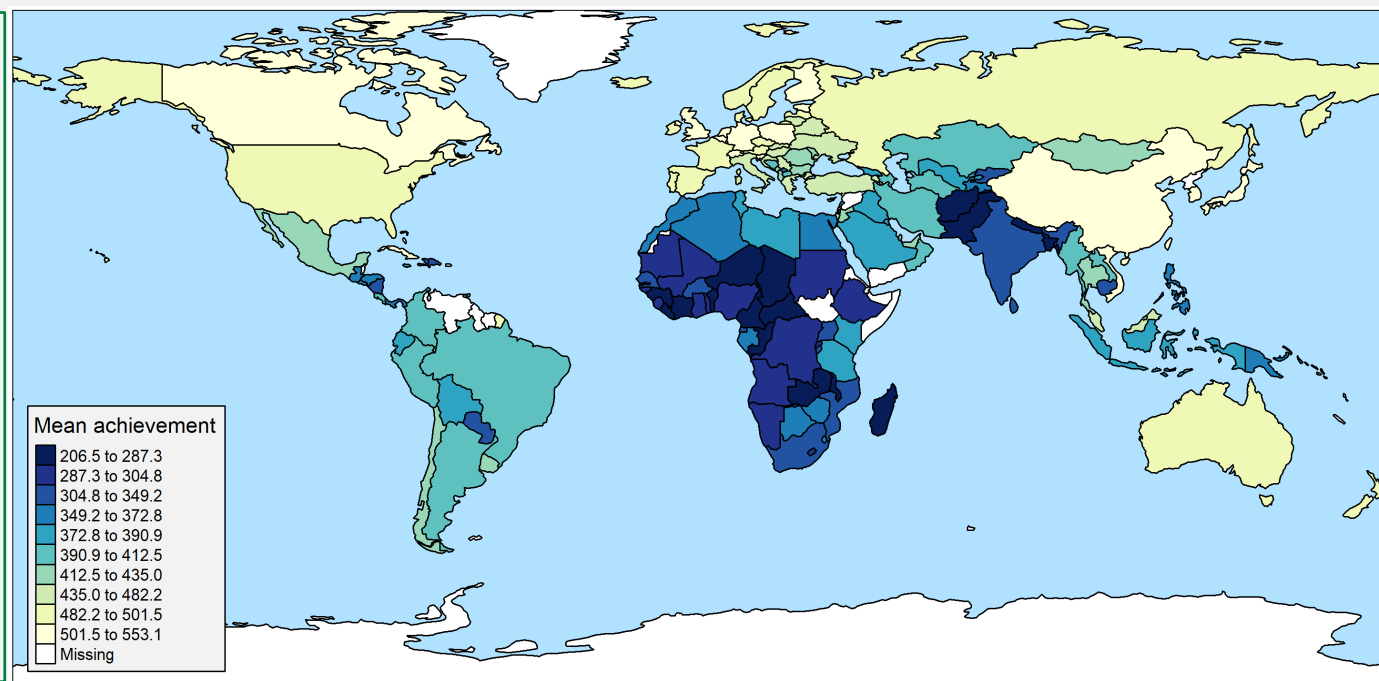 Mean achievement
206.5 to 287.3
287.3 to 304.8
304.8 to 349.2
349.2 to 372.8
372.8 to 390.9
390.9 to 412.5
412.5 to 435.0
435.0 to 482.2
482.2 to 501.5
501.5 to 553.1
Missing